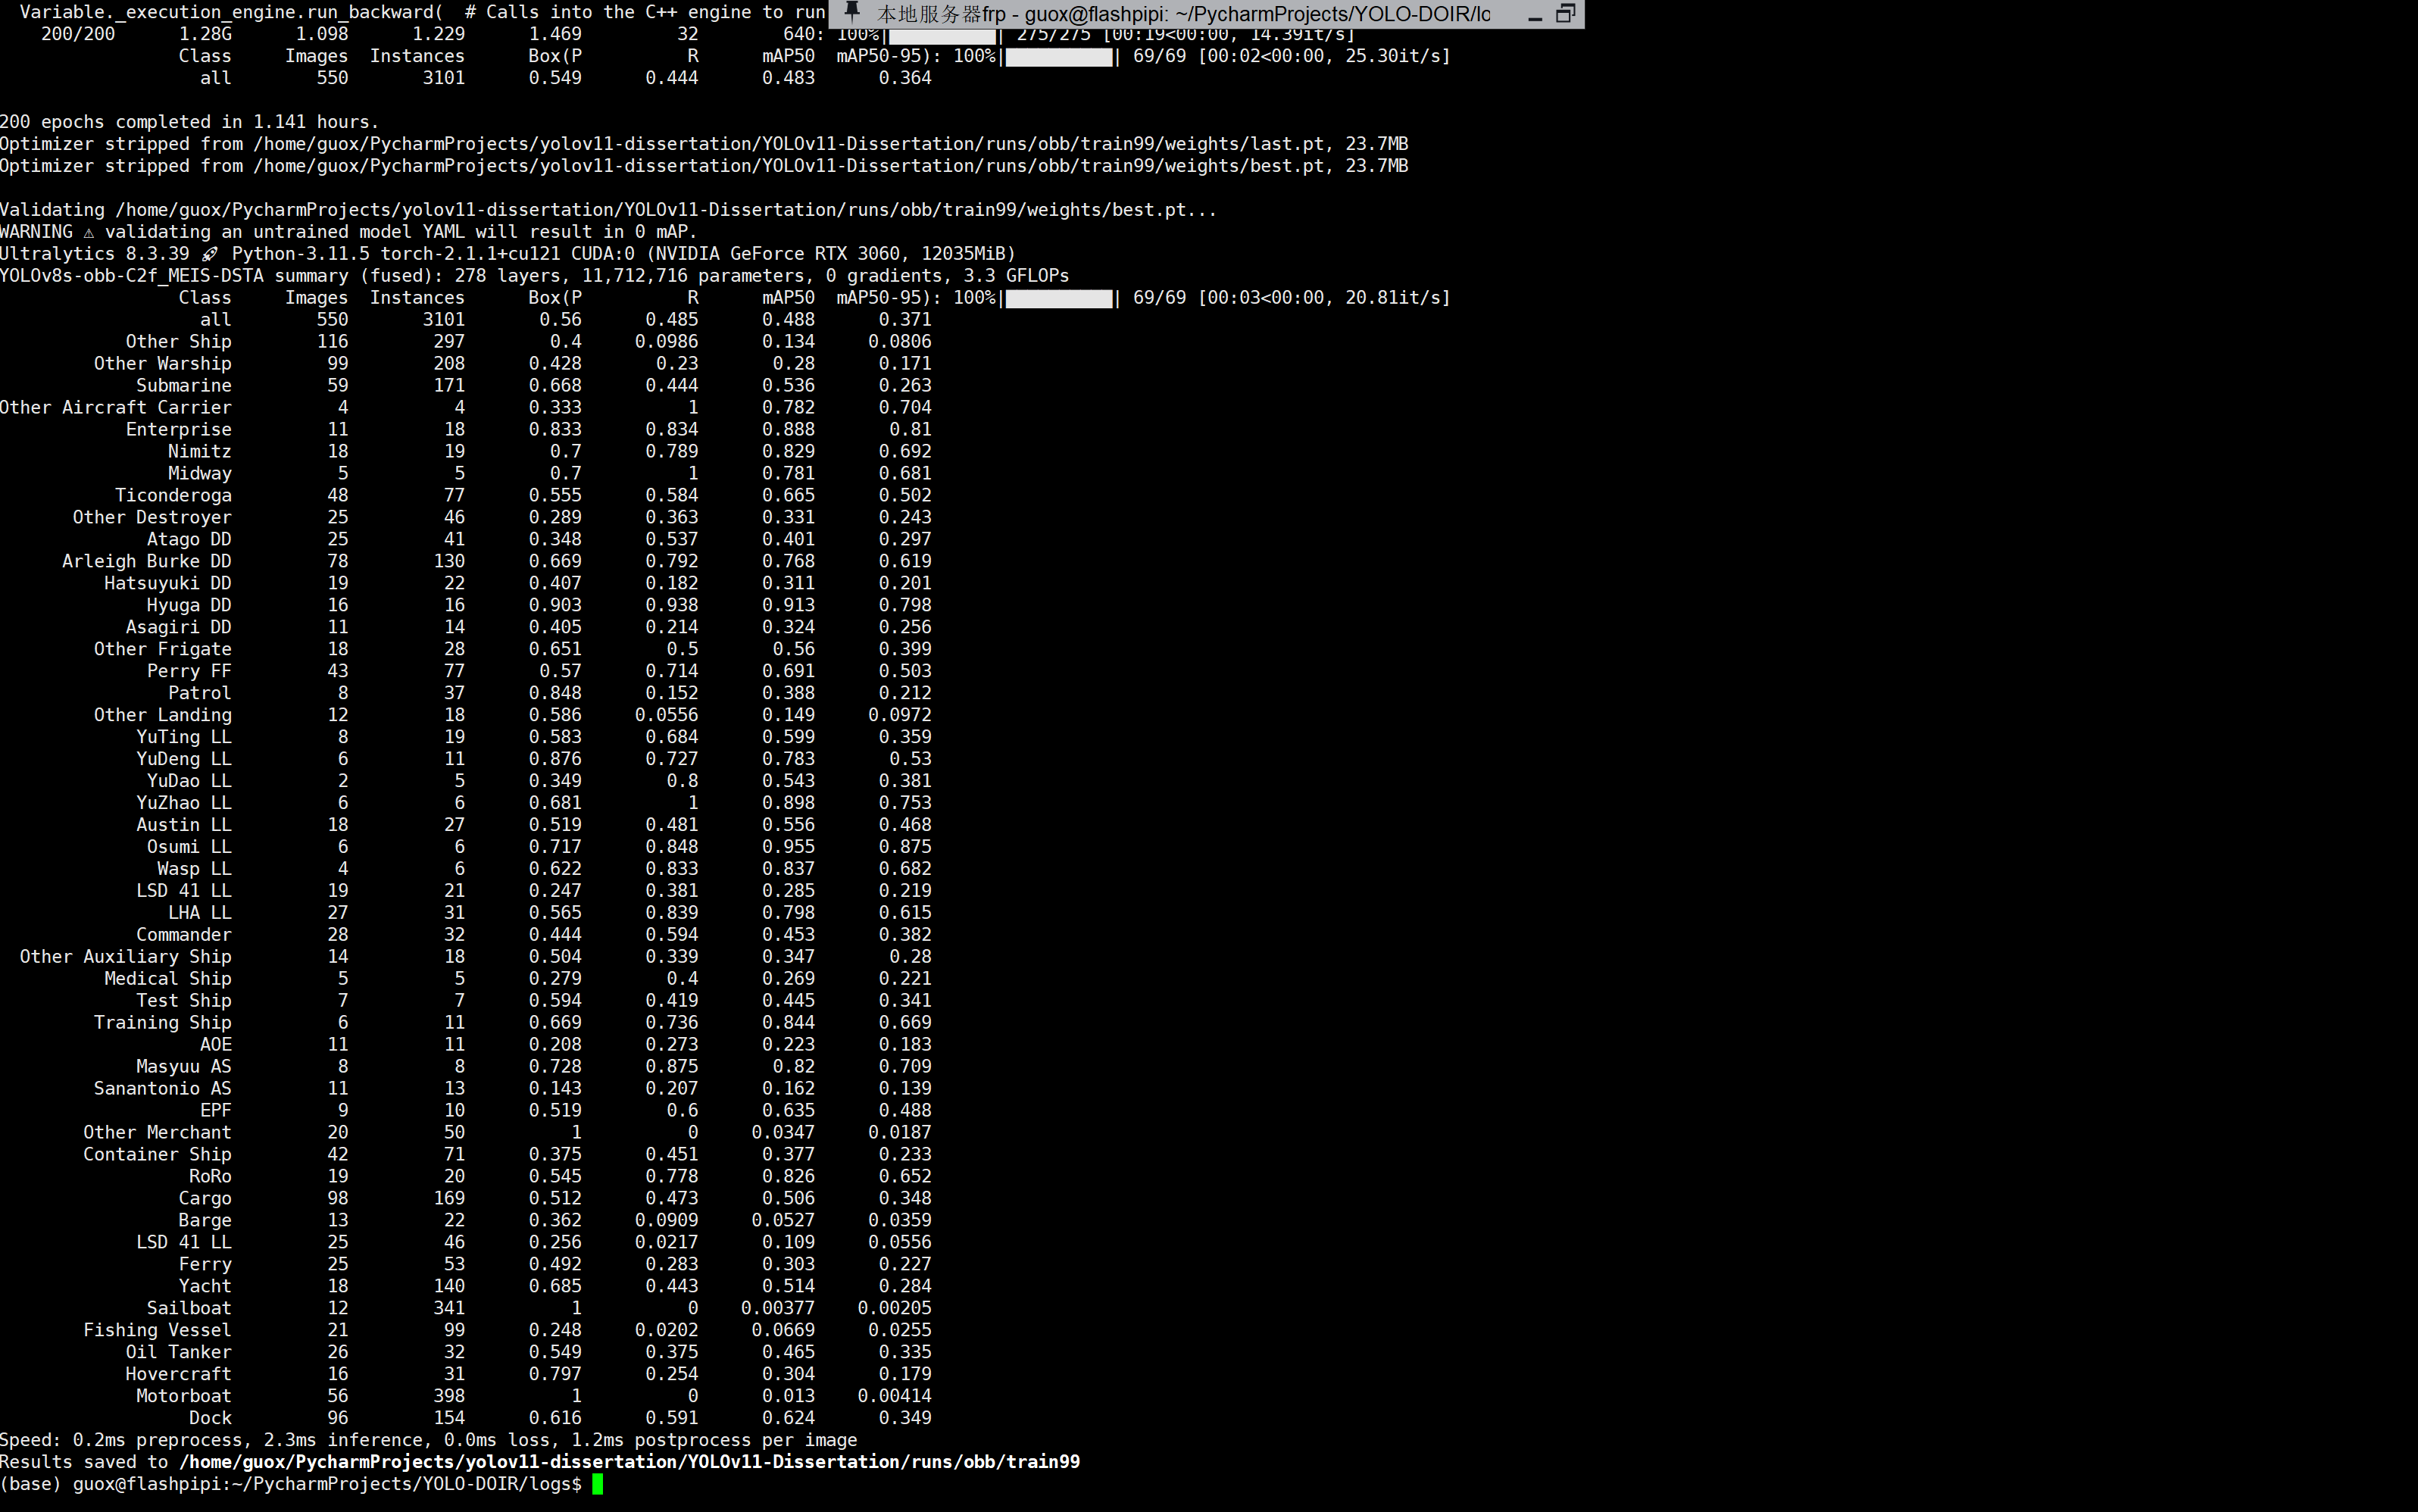 Variable._execution_engine.run_backward(  # Calls into the C++ engine to run
本地服务器frp - guox@flashpipi: ~/PycharmProjects/YOLO-DOIR/lo
200/200 1.28G 1.098 1.229 1.469 32 640: 100%| | 275/275 [00:19<00:00, 14.39it/s]
Class Images Instances Box(P R mAP50 mAP50-95): 100%| | 69/69 [00:02<00:00, 25.30it/s]
all 550 3101 0.549 0.444 0.483 0.364
200 epochs completed in 1.141 hours.
Optimizer stripped from /home/guox/PycharmProjects/yolov11-dissertation/YOLOv11-Dissertation/runs/obb/train99/weights/last.pt, 23.7MB
Optimizer stripped from /home/guox/PycharmProjects/yolov11-dissertation/YOLOv11-Dissertation/runs/obb/train99/weights/best.pt, 23.7MB
Validating /home/guox/PycharmProjects/yolov11-dissertation/YOLOv11-Dissertation/runs/obb/train99/weights/best.pt...
WARNING ⚠ validating an untrained model YAML will result in 0 mAP.
Ultralytics 8.3.39 🚀 Python-3.11.5 torch-2.1.1+cu121 CUDA:0 (NVIDIA GeForce RTX 3060, 12035MiB)
YOLOv8s-obb-C2f_MEIS-DSTA summary (fused): 278 layers, 11,712,716 parameters, 0 gradients, 3.3 GFLOPs
Class Images Instances Box(P R mAP50 mAP50-95): 100%| | 69/69 [00:03<00:00, 20.81it/s]
all 550 3101 0.56 0.485 0.488 0.371
Other Ship 116 297 0.4 0.0986 0.134 0.0806
Other Warship 99 208 0.428 0.23 0.28 0.171
Submarine 59 171 0.668 0.444 0.536 0.263
Other Aircraft Carrier 4 4 0.333 1 0.782 0.704
Enterprise 11 18 0.833 0.834 0.888 0.81
Nimitz 18 19 0.7 0.789 0.829 0.692
Midway 5 5 0.7 1 0.781 0.681
Ticonderoga 48 77 0.555 0.584 0.665 0.502
Other Destroyer 25 46 0.289 0.363 0.331 0.243
Atago DD 25 41 0.348 0.537 0.401 0.297
Arleigh Burke DD 78 130 0.669 0.792 0.768 0.619
Hatsuyuki DD 19 22 0.407 0.182 0.311 0.201
Hyuga DD 16 16 0.903 0.938 0.913 0.798
Asagiri DD 11 14 0.405 0.214 0.324 0.256
Other Frigate 18 28 0.651 0.5 0.56 0.399
Perry FF 43 77 0.57 0.714 0.691 0.503
Patrol 8 37 0.848 0.152 0.388 0.212
Other Landing 12 18 0.586 0.0556 0.149 0.0972
YuTing LL 8 19 0.583 0.684 0.599 0.359
YuDeng LL 6 11 0.876 0.727 0.783 0.53
YuDao LL 2 5 0.349 0.8 0.543 0.381
YuZhao LL 6 6 0.681 1 0.898 0.753
Austin LL 18 27 0.519 0.481 0.556 0.468
Osumi LL 6 6 0.717 0.848 0.955 0.875
Wasp LL 4 6 0.622 0.833 0.837 0.682
LSD 41 LL 19 21 0.247 0.381 0.285 0.219
LHA LL 27 31 0.565 0.839 0.798 0.615
Commander 28 32 0.444 0.594 0.453 0.382
Other Auxiliary Ship 14 18 0.504 0.339 0.347 0.28
Medical Ship 5 5 0.279 0.4 0.269 0.221
Test Ship 7 7 0.594 0.419 0.445 0.341
Training Ship 6 11 0.669 0.736 0.844 0.669
AOE 11 11 0.208 0.273 0.223 0.183
Masyuu AS 8 8 0.728 0.875 0.82 0.709
Sanantonio AS 11 13 0.143 0.207 0.162 0.139
EPF 9 10 0.519 0.6 0.635 0.488
Other Merchant 20 50 1 0 0.0347 0.0187
Container Ship 42 71 0.375 0.451 0.377 0.233
RoRo 19 20 0.545 0.778 0.826 0.652
Cargo 98 169 0.512 0.473 0.506 0.348
Barge 13 22 0.362 0.0909 0.0527 0.0359
LSD 41 LL 25 46 0.256 0.0217 0.109 0.0556
Ferry 25 53 0.492 0.283 0.303 0.227
Yacht 18 140 0.685 0.443 0.514 0.284
Sailboat 12 341 1 0 0.00377 0.00205
Fishing Vessel 21 99 0.248 0.0202 0.0669 0.0255
Oil Tanker 26 32 0.549 0.375 0.465 0.335
Hovercraft 16 31 0.797 0.254 0.304 0.179
Motorboat 56 398 1 0 0.013 0.00414
Dock 96 154 0.616 0.591 0.624 0.349
Speed: 0.2ms preprocess, 2.3ms inference, 0.0ms loss, 1.2ms postprocess per image
Results saved to /home/guox/PycharmProjects/yolov11-dissertation/YOLOv11-Dissertation/runs/obb/train99
(base) guox@flashpipi:~/PycharmProjects/YOLO-DOIR/logs$